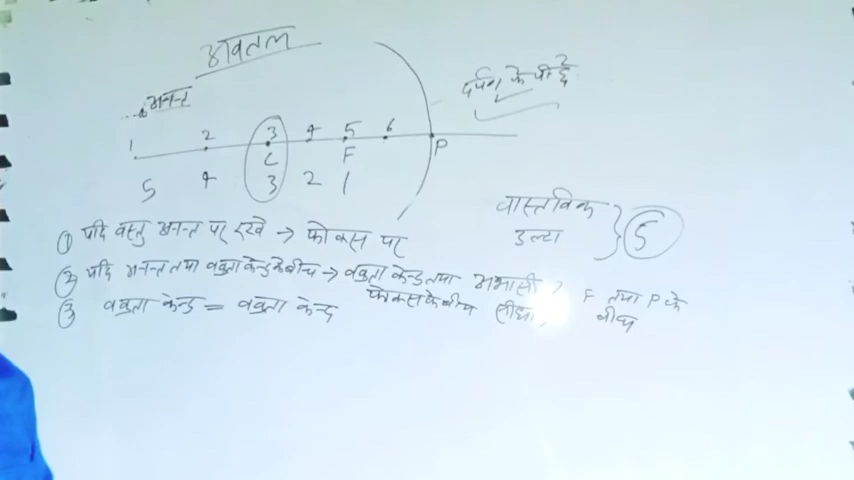 अवतल
अनन्त
दर्पण के पीछे
1 2 3 4 5 6
C F P
5 4 3 2 1
वास्तविक
उल्टा } 5
① यदि वस्तु अनन्त पर रखे → फोकस पर
② यदि अनन्त तथा वक्रता केन्द्र के बीच → वक्रता केन्द्र तथा
फोकस के बीच
आभासी,
सीधा,
F तथा P के
बीच
③ वक्रता केन्द्र = वक्रता केन्द्र